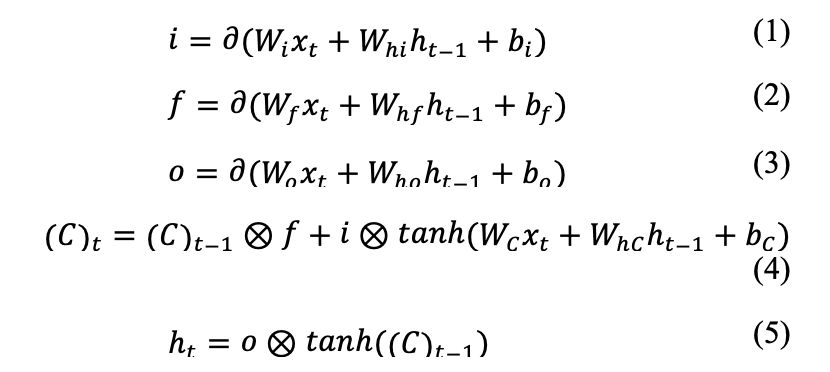 i = ∂(W_i x_t + W_{hi} h_{t−1} + b_i) (1)
f = ∂(W_f x_t + W_{hf} h_{t−1} + b_f) (2)
o = ∂(W_o x_t + W_{ho} h_{t−1} + b_o) (3)
(C)_t = (C)_{t−1} ⊗ f + i ⊗ tanh(W_C x_t + W_{hC} h_{t−1} + b_C)
(4)
h_t = o ⊗ tanh((C)_{t−1}) (5)